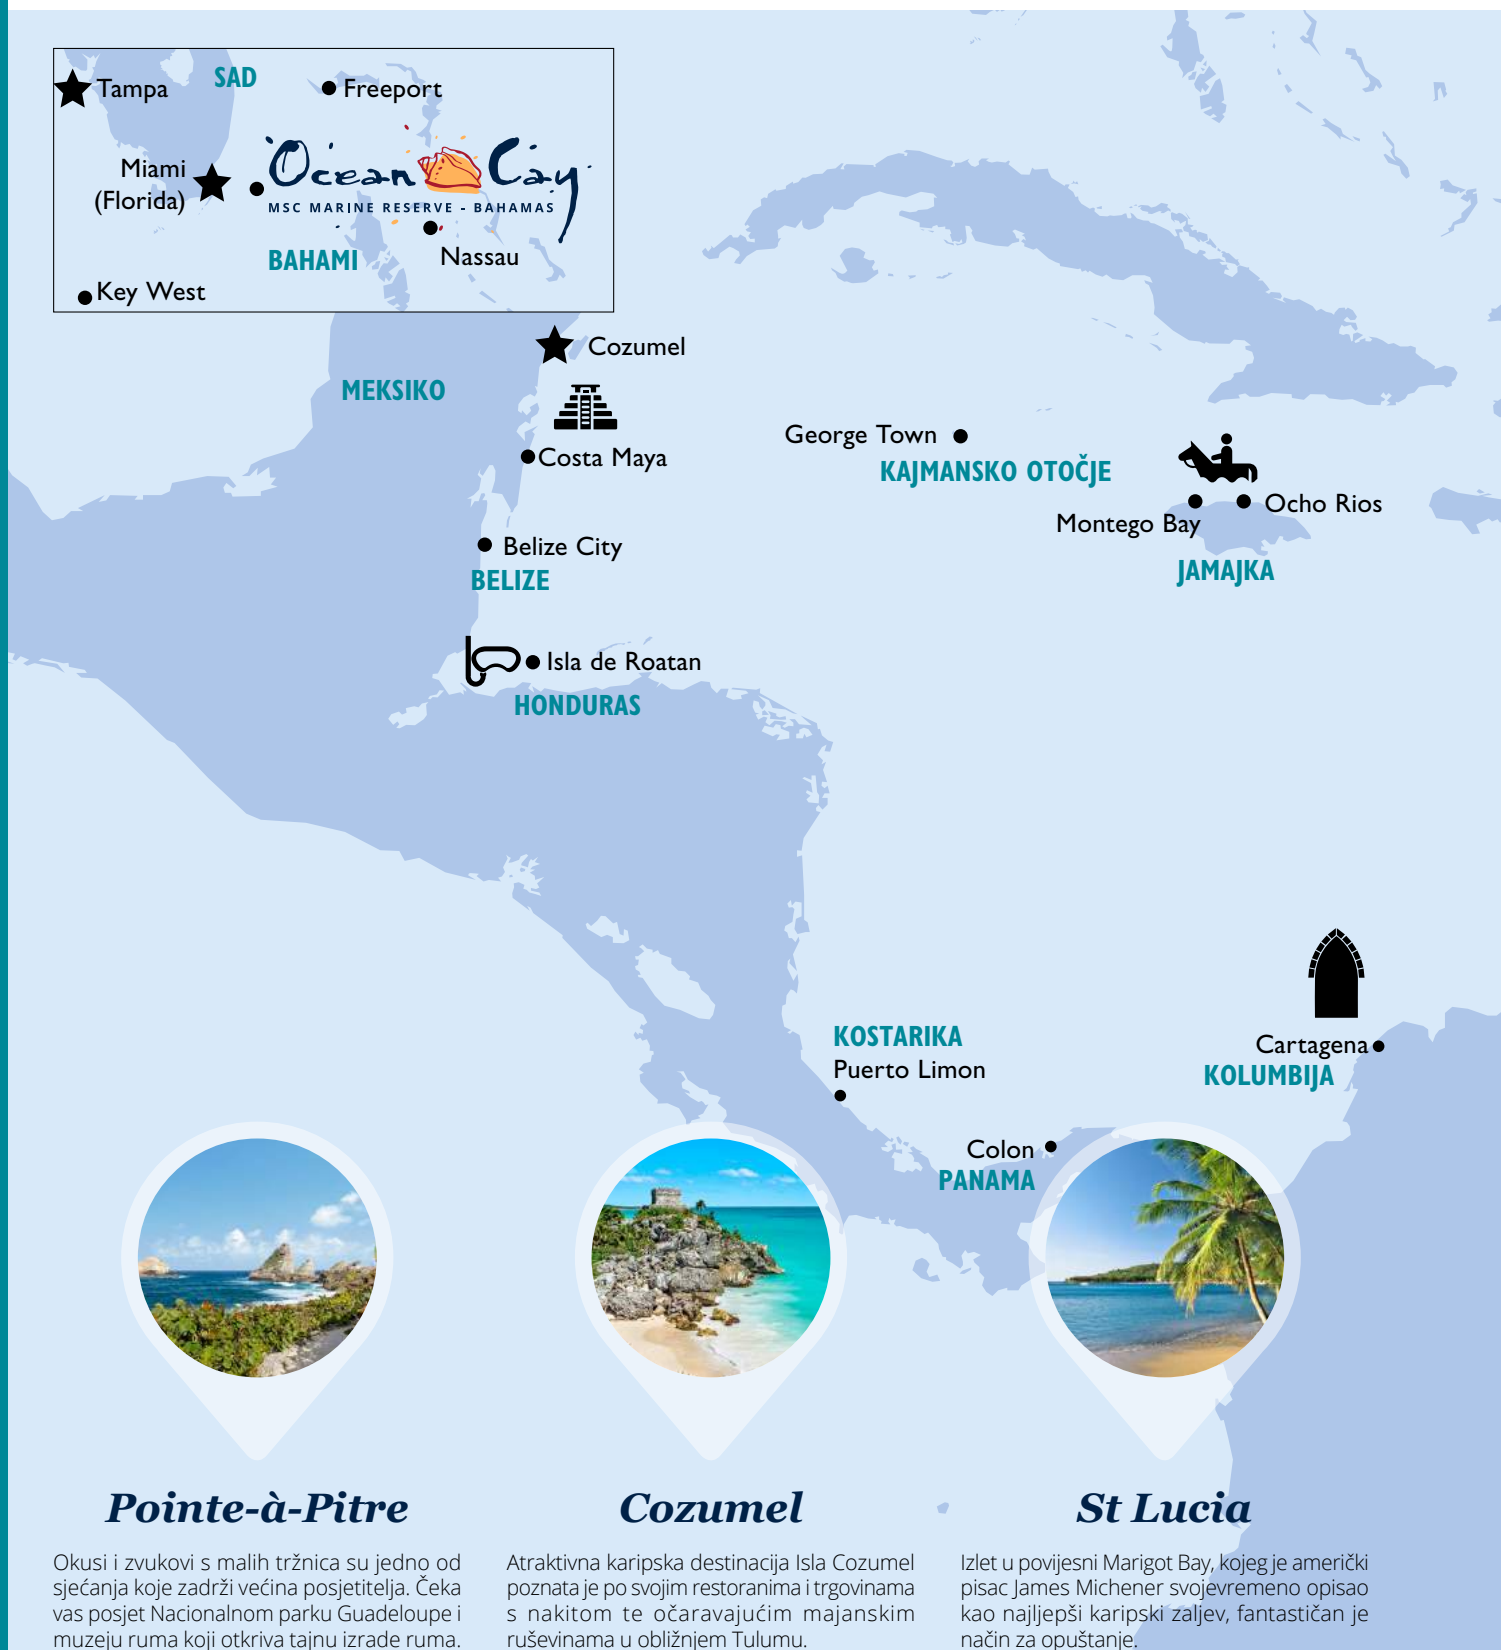 SAD
Tampa
Freeport
Miami
(Florida)
Ocean Cay
MSC MARINE RESERVE - BAHAMAS
BAHAMI
Nassau
Key West
Cozumel
MEKSIKO
George Town
Costa Maya
KAJMANSKO OTOČJE
Ocho Rios
Montego Bay
Belize City
BELIZE
JAMAJKA
Isla de Roatan
HONDURAS
KOSTARIKA
Puerto Limon
Cartagena
KOLUMBIJA
Colon
PANAMA
Pointe-à-Pitre
Okusi i zvukovi s malih tržnica su jedno od
sjećanja koje zadrži većina posjetitelja. Čeka
vas posjet Nacionalnom parku Guadeloupe i
muzeju ruma koji otkriva tajnu izrade ruma.
Cozumel
Atraktivna karipska destinacija Isla Cozumel
poznata je po svojim restoranima i trgovinama
s nakitom te očaravajućim majanskim
ruševinama u obližnjem Tulumu.
St Lucia
Izlet u povijesni Marigot Bay, kojeg je američki
pisac James Michener svojevremeno opisao
kao najljepši karipski zaljev, fantastičan je
način za opuštanje.